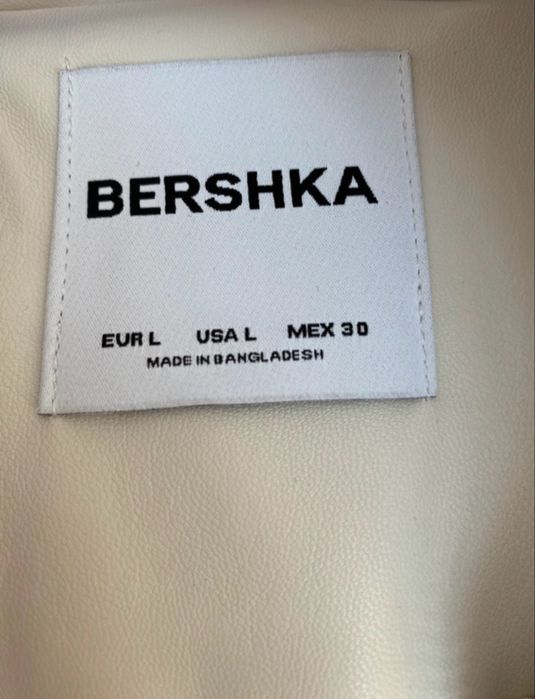 BERSHKA
EUR L USA L MEX 30
MADE IN BANGLADESH